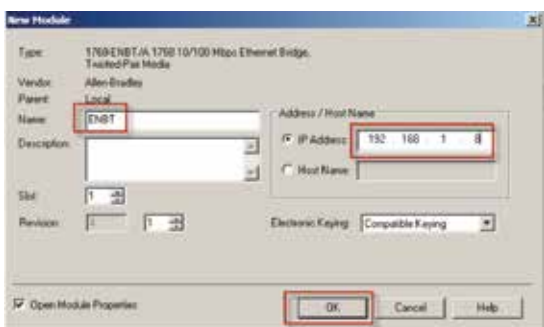 New Module
Type: 1768-ENBT/A 1768 10/100 Mbps Ethernet Bridge,
Twisted-Pair Media
Vendor: Allen-Bradley
Parent: Local
Name: ENBT
Address / Host Name
IP Address: 192 . 168 . 1 . 8
Description:
Host Name:
Slot: 1
Revision: 1
Electronic Keying: Compatible Keying
Open Module Properties
OK
Cancel
Help